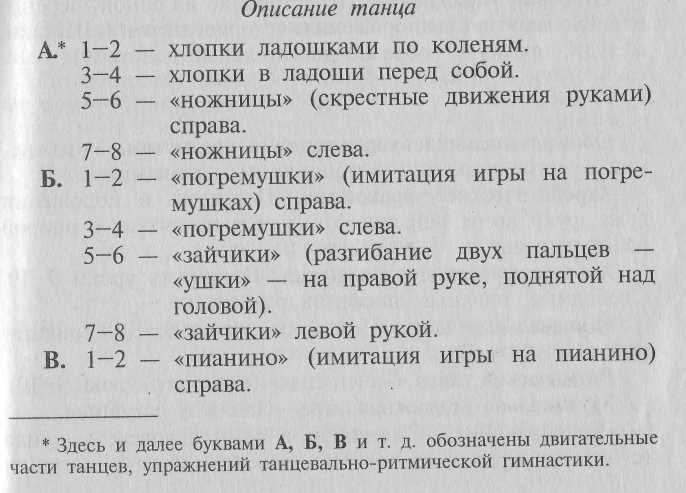 Описание танца
А.* 1–2 — хлопки ладошками по коленям.
3–4 — хлопки в ладоши перед собой.
5–6 — «ножницы» (скрестные движения руками)
справа.
7–8 — «ножницы» слева.
Б. 1–2 — «погремушки» (имитация игры на погре-
мушках) справа.
3–4 — «погремушки» слева.
5–6 — «зайчики» (разгибание двух пальцев —
«ушки» — на правой руке, поднятой над
головой).
7–8 — «зайчики» левой рукой.
В. 1–2 — «пианино» (имитация игры на пианино)
справа.
* Здесь и далее буквами А, Б, В и т. д. обозначены двигательные
части танцев, упражнений танцевально-ритмической гимнастики.